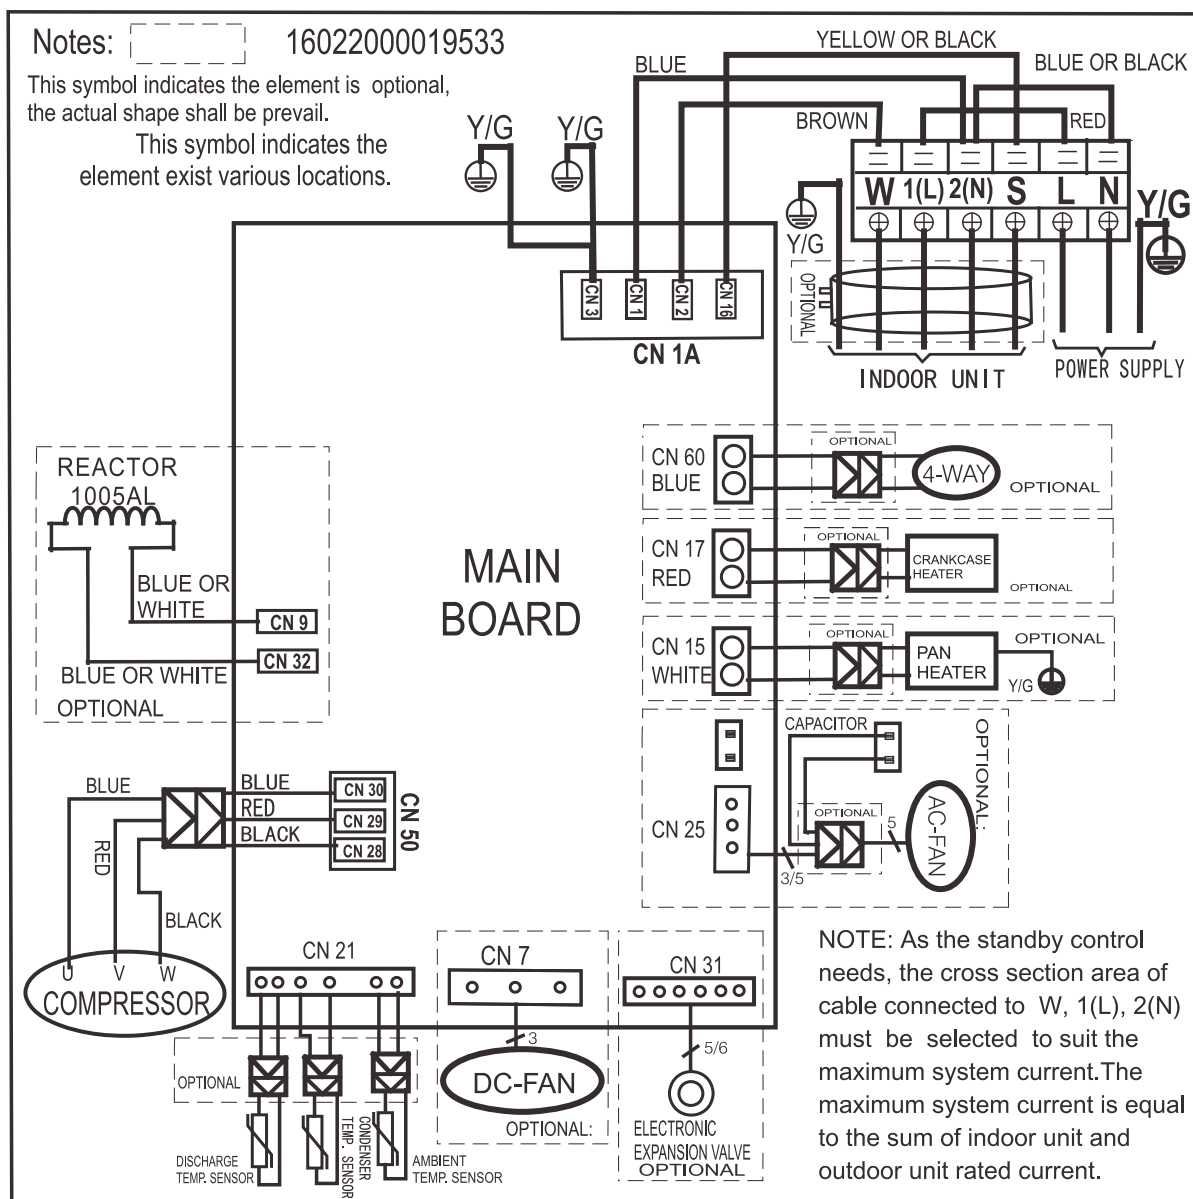 Notes:
16022000019533
This symbol indicates the element is optional,
the actual shape shall be prevail.
This symbol indicates the
element exist various locations.
YELLOW OR BLACK
BLUE
BLUE OR BLACK
BROWN
RED
Y/G
Y/G
W
1(L)
2(N)
S
L
N
Y/G
Y/G
OPTIONAL
INDOOR UNIT
POWER SUPPLY
CN 3
CN 1
CN 2
CN 16
CN 1A
REACTOR
1005AL
BLUE OR
WHITE
CN 9
CN 32
BLUE OR WHITE
OPTIONAL
MAIN
BOARD
CN 60
BLUE
OPTIONAL
4-WAY
OPTIONAL
CN 17
RED
OPTIONAL
CRANKCASE
HEATER
OPTIONAL
CN 15
WHITE
OPTIONAL
PAN
HEATER
OPTIONAL
Y/G
CAPACITOR
OPTIONAL:
CN 25
OPTIONAL
3/5
5
AC-FAN
BLUE
RED
BLACK
BLUE
RED
BLACK
CN 30
CN 29
CN 28
CN 50
U
V
W
COMPRESSOR
CN 21
OPTIONAL
DISCHARGE
TEMP. SENSOR
CONDENSER
TEMP. SENSOR
AMBIENT
TEMP. SENSOR
CN 7
3
DC-FAN
OPTIONAL:
CN 31
5/6
ELECTRONIC
EXPANSION VALVE
OPTIONAL
NOTE: As the standby control
needs, the cross section area of
cable connected to W, 1(L), 2(N)
must be selected to suit the
maximum system current.The
maximum system current is equal
to the sum of indoor unit and
outdoor unit rated current.